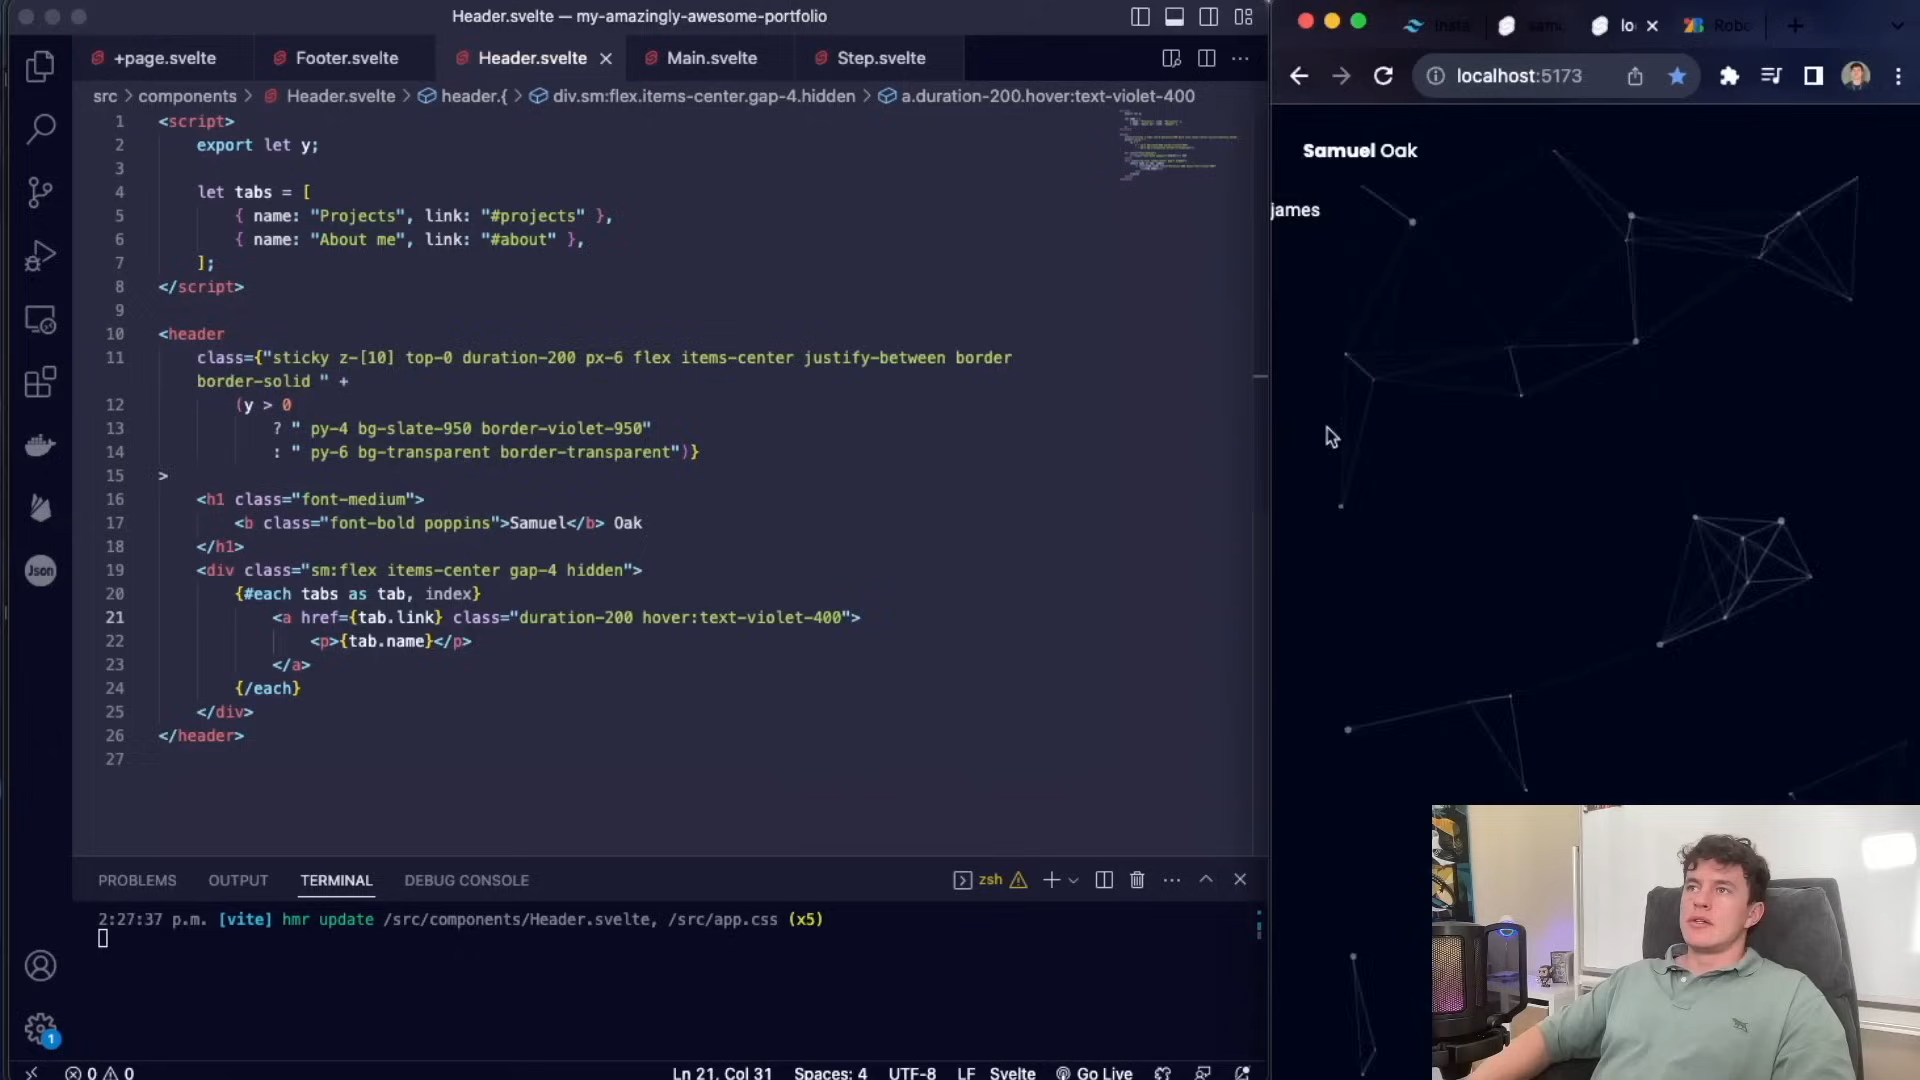 Header.svelte — my-amazingly-awesome-portfolio
+page.svelte
Footer.svelte
Header.svelte
Main.svelte
Step.svelte
src > components > Header.svelte > header.{ > div.sm:flex.items-center.gap-4.hidden > a.duration-200.hover:text-violet-400
1 <script>
2 export let y;
3
4 let tabs = [
5 { name: "Projects", link: "#projects" },
6 { name: "About me", link: "#about" },
7 ];
8 </script>
9
10 <header
11 class={"sticky z-[10] top-0 duration-200 px-6 flex items-center justify-between border
border-solid " +
12 (y > 0
13 ? " py-4 bg-slate-950 border-violet-950"
14 : " py-6 bg-transparent border-transparent")}
15 >
16 <h1 class="font-medium">
17 <b class="font-bold poppins">Samuel</b> Oak
18 </h1>
19 <div class="sm:flex items-center gap-4 hidden">
20 {#each tabs as tab, index}
21 <a href={tab.link} class="duration-200 hover:text-violet-400">
22 <p>{tab.name}</p>
23 </a>
24 {/each}
25 </div>
26 </header>
27
PROBLEMS OUTPUT TERMINAL DEBUG CONSOLE
zsh
2:27:37 p.m. [vite] hmr update /src/components/Header.svelte, /src/app.css (x5)
Json
1
0 0
Ln 21, Col 31 Spaces: 4 UTF-8 LF Svelte Go Live
Insta
lo
Robo
localhost:5173
Samuel Oak
james